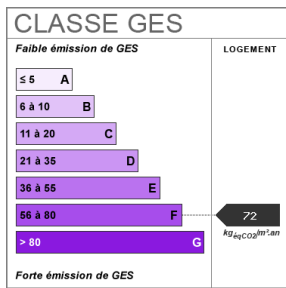 CLASSE GES
Faible émission de GES
LOGEMENT
≤ 5 A
6 à 10 B
11 à 20 C
21 à 35 D
36 à 55 E
56 à 80 F
72
kgéqCO2/m².an
> 80 G
Forte émission de GES